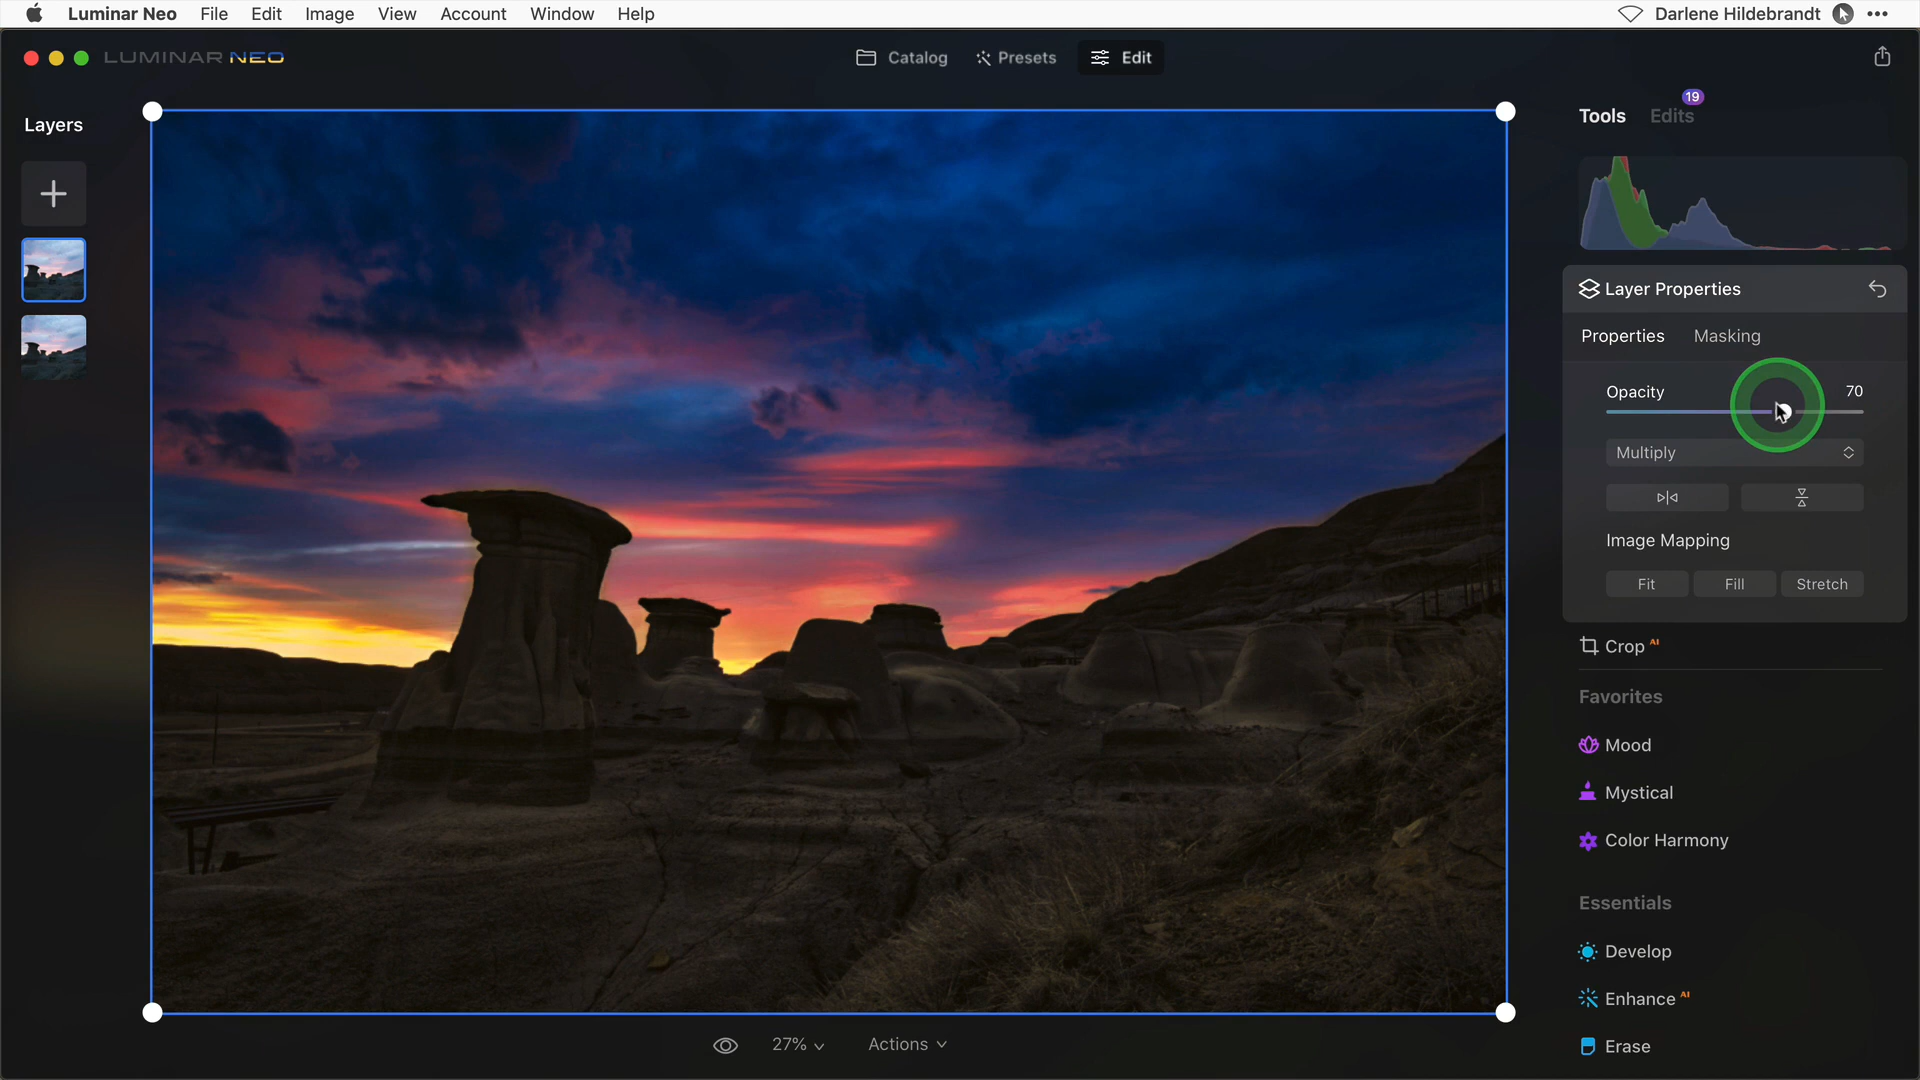 Luminar Neo File Edit Image View Account Window Help Darlene Hildebrandt
LUMINAR NEO Catalog Presets Edit
Layers
Tools Edits 19
Layer Properties
Properties Masking
Opacity 70
Multiply
Image Mapping
Fit Fill Stretch
Crop AI
Favorites
Mood
Mystical
Color Harmony
Essentials
Develop
Enhance AI
Erase
27% Actions